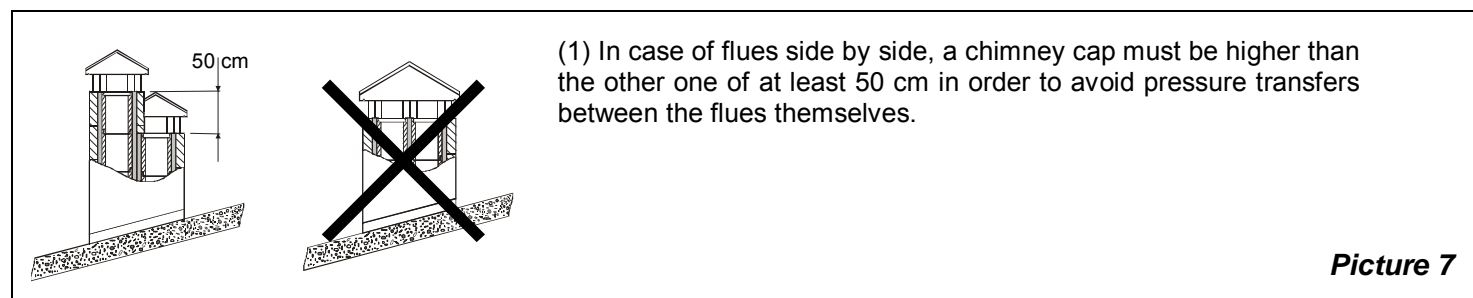 50 cm
(1) In case of flues side by side, a chimney cap must be higher than
the other one of at least 50 cm in order to avoid pressure transfers
between the flues themselves.
Picture 7